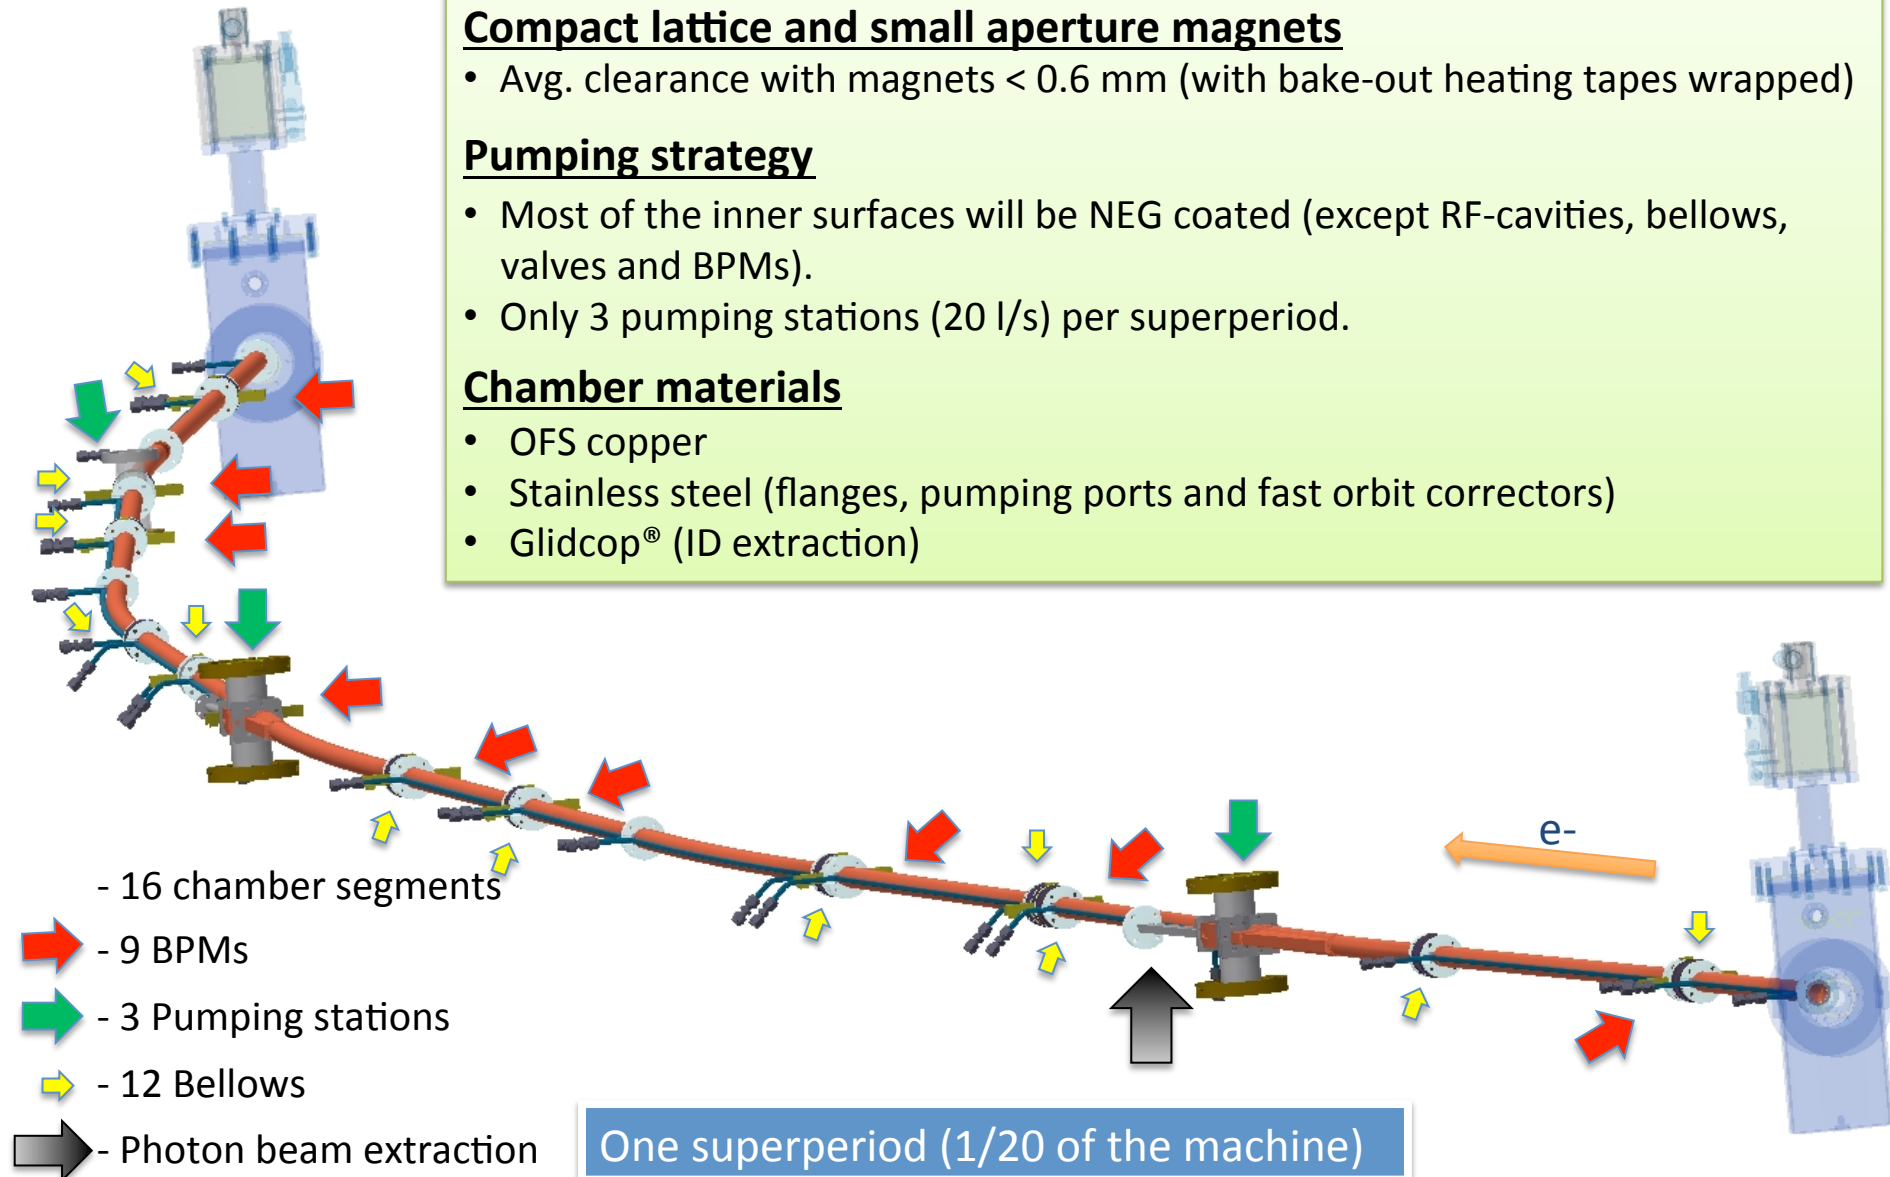 Compact lattice and small aperture magnets
• Avg. clearance with magnets < 0.6 mm (with bake-out heating tapes wrapped)
Pumping strategy
• Most of the inner surfaces will be NEG coated (except RF-cavities, bellows,
valves and BPMs).
• Only 3 pumping stations (20 l/s) per superperiod.
Chamber materials
• OFS copper
• Stainless steel (flanges, pumping ports and fast orbit correctors)
• Glidcop® (ID extraction)
e-
- 16 chamber segments
- 9 BPMs
- 3 Pumping stations
- 12 Bellows
- Photon beam extraction
One superperiod (1/20 of the machine)